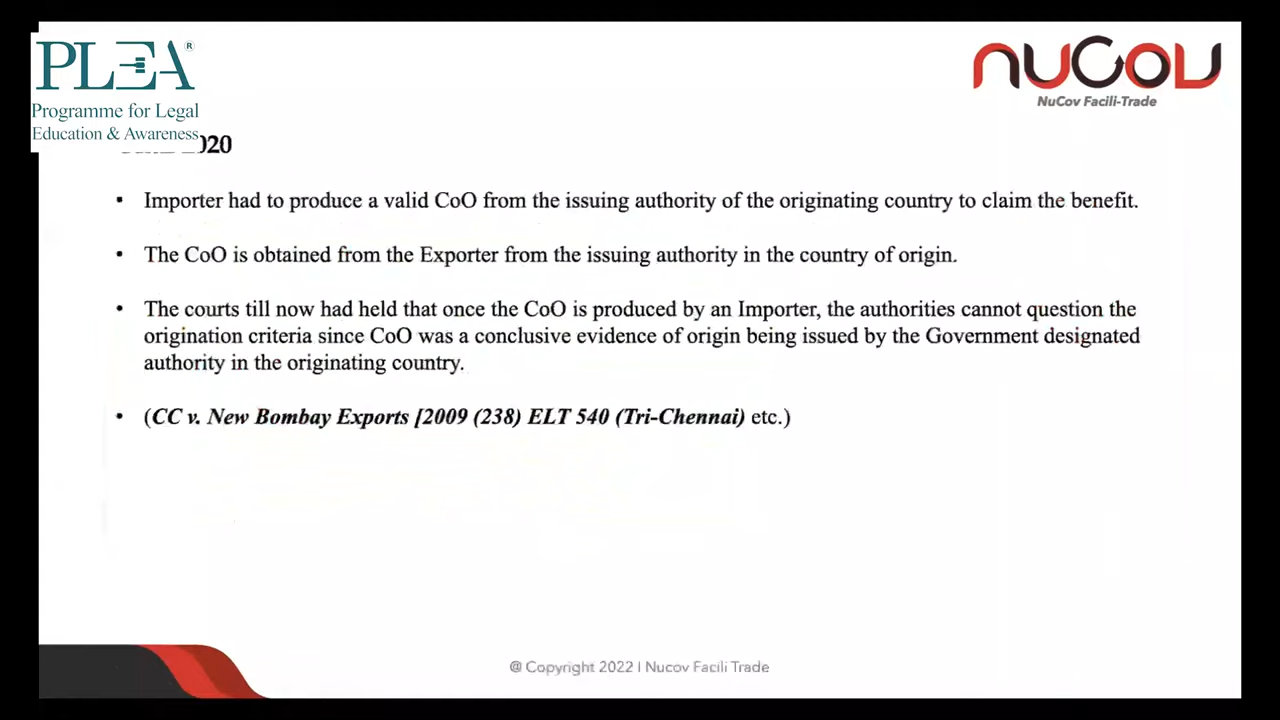 PLEA®
Programme for Legal
Education & Awareness
nuCov
NuCov Facili-Trade
2020
• Importer had to produce a valid CoO from the issuing authority of the originating country to claim the benefit.
• The CoO is obtained from the Exporter from the issuing authority in the country of origin.
• The courts till now had held that once the CoO is produced by an Importer, the authorities cannot question the
origination criteria since CoO was a conclusive evidence of origin being issued by the Government designated
authority in the originating country.
• (CC v. New Bombay Exports [2009 (238) ELT 540 (Tri-Chennai) etc.)
@ Copyright 2022 I Nucov Facili Trade